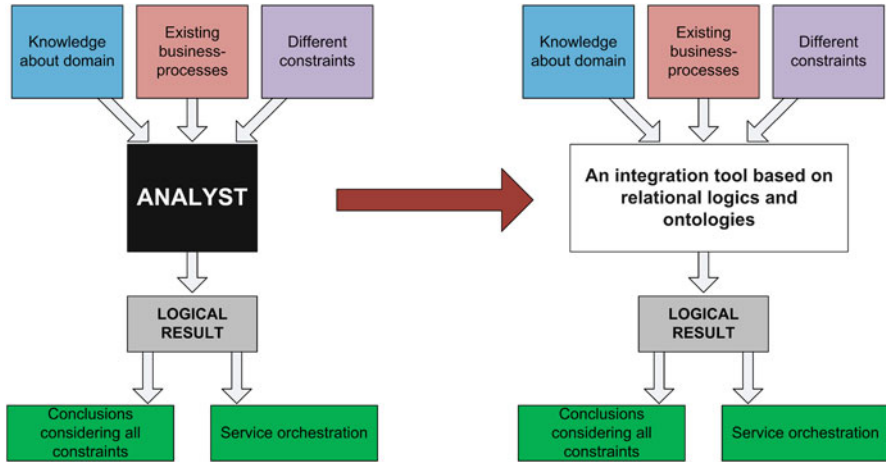 Knowledge
about domain
Existing
business-
processes
Different
constraints
ANALYST
LOGICAL
RESULT
Conclusions
considering all
constraints
Service orchestration
Knowledge
about domain
Existing
business-
processes
Different
constraints
An integration tool based on
relational logics and
ontologies
LOGICAL
RESULT
Conclusions
considering all
constraints
Service orchestration